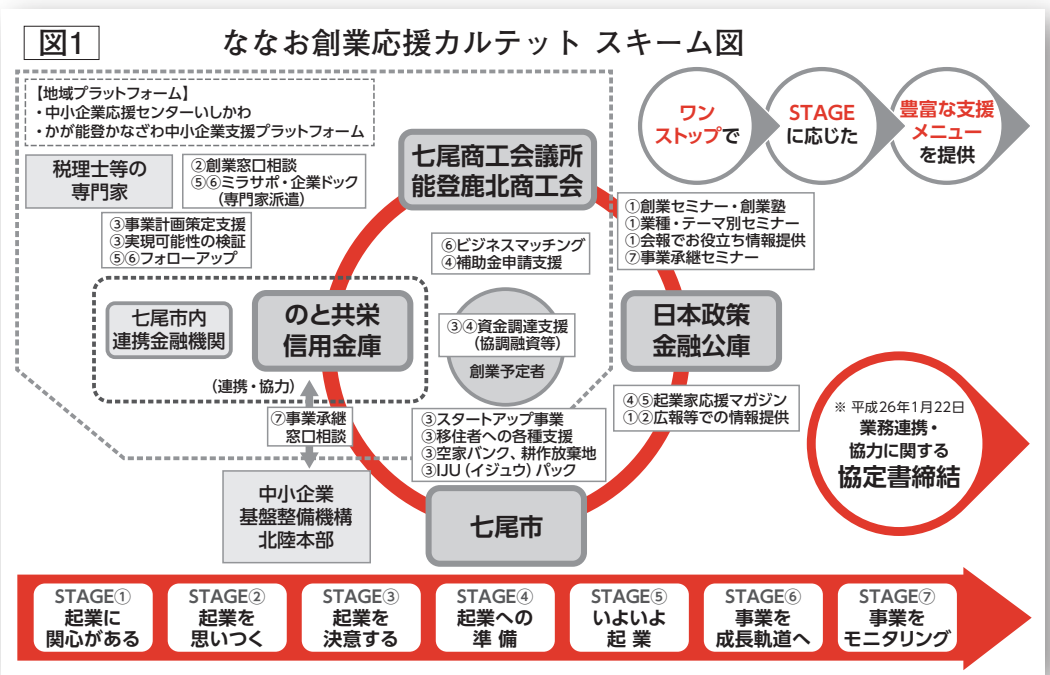 図1
ななお創業応援カルテット スキーム図
【地域プラットフォーム】
・中小企業応援センターいしかわ
・かが能登かなざわ中小企業支援プラットフォーム
税理士等の
専門家
②創業窓口相談
⑤⑥ミラサポ・企業ドック
(専門家派遣)
③事業計画策定支援
③実現可能性の検証
⑤⑥フォローアップ
七尾商工会議所
能登鹿北商工会
ワン
ストップで
STAGE
に応じた
豊富な支援
メニュー
を提供
①創業セミナー・創業塾
①業種・テーマ別セミナー
①会報でお役立ち情報提供
⑦事業承継セミナー
⑥ビジネスマッチング
④補助金申請支援
七尾市内
連携金融機関
のと共栄
信用金庫
(連携・協力)
③④資金調達支援
(協調融資等)
創業予定者
日本政策
金融公庫
④⑤起業家応援マガジン
①②広報等での情報提供
⑦事業承継
窓口相談
③スタートアップ事業
③移住者への各種支援
③空家バンク、耕作放棄地
③IJU(イジュウ)パック
中小企業
基盤整備機構
北陸本部
七尾市
※ 平成26年1月22日
業務連携・
協力に関する
協定書締結
STAGE①
起業に
関心がある
STAGE②
起業を
思いつく
STAGE③
起業を
決意する
STAGE④
起業への
準備
STAGE⑤
いよいよ
起業
STAGE⑥
事業を
成長軌道へ
STAGE⑦
事業を
モニタリング